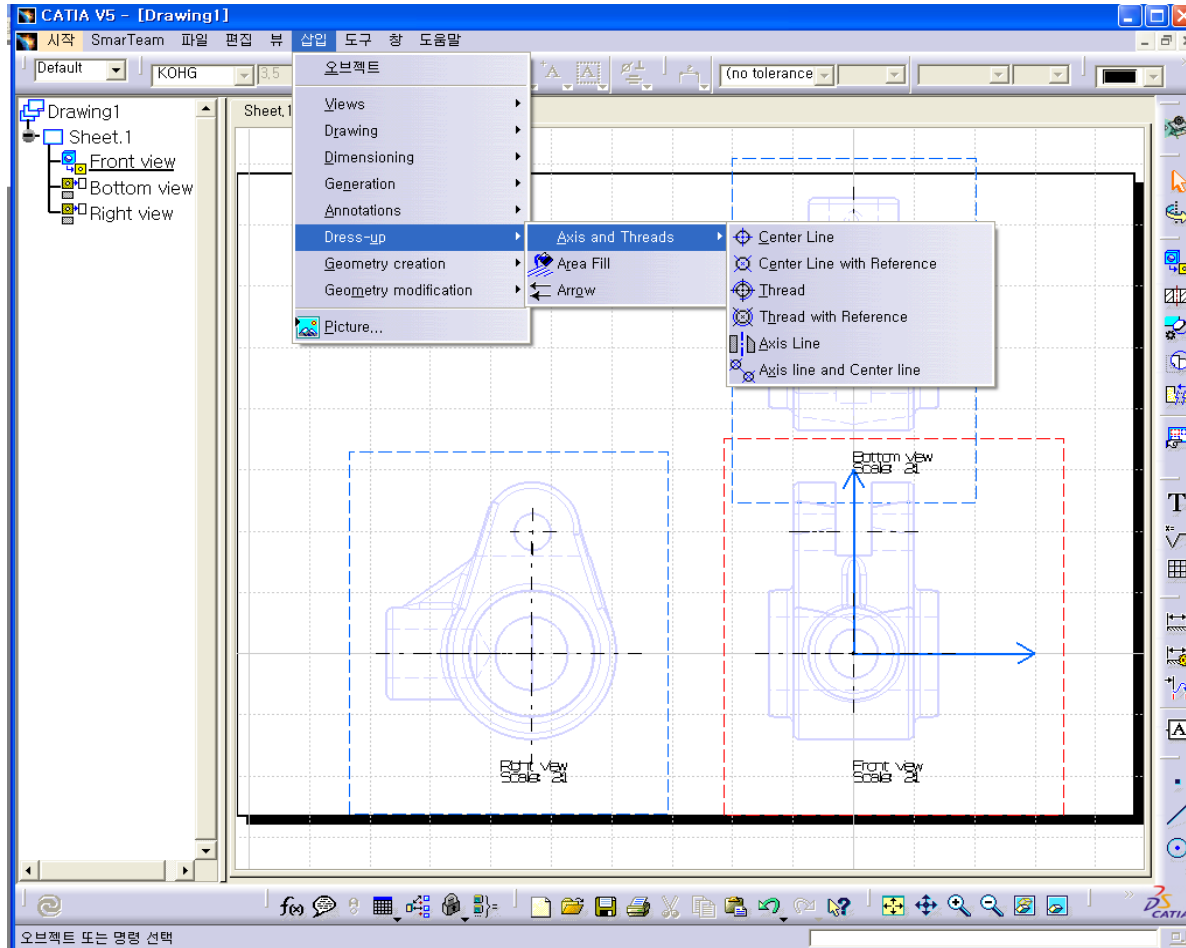 CATIA V5 - [Drawing1]
시작 SmarTeam 파일 편집 뷰 삽입 도구 창 도움말
Default KOHG 3,5 (no tolerance
Drawing1
Sheet.1
Front view
Bottom view
Right view
Sheet.1
오브젝트
Views
Drawing
Dimensioning
Generation
Annotations
Dress-up
Geometry creation
Geometry modification
Picture...
Axis and Threads
Area Fill
Arrow
Center Line
Center Line with Reference
Thread
Thread with Reference
Axis Line
Axis line and Center line
Bottom view
Scale: 2:1
Right view
Scale: 2:1
Front view
Scale: 2:1
f(x)
CATIA
오브젝트 또는 명령 선택